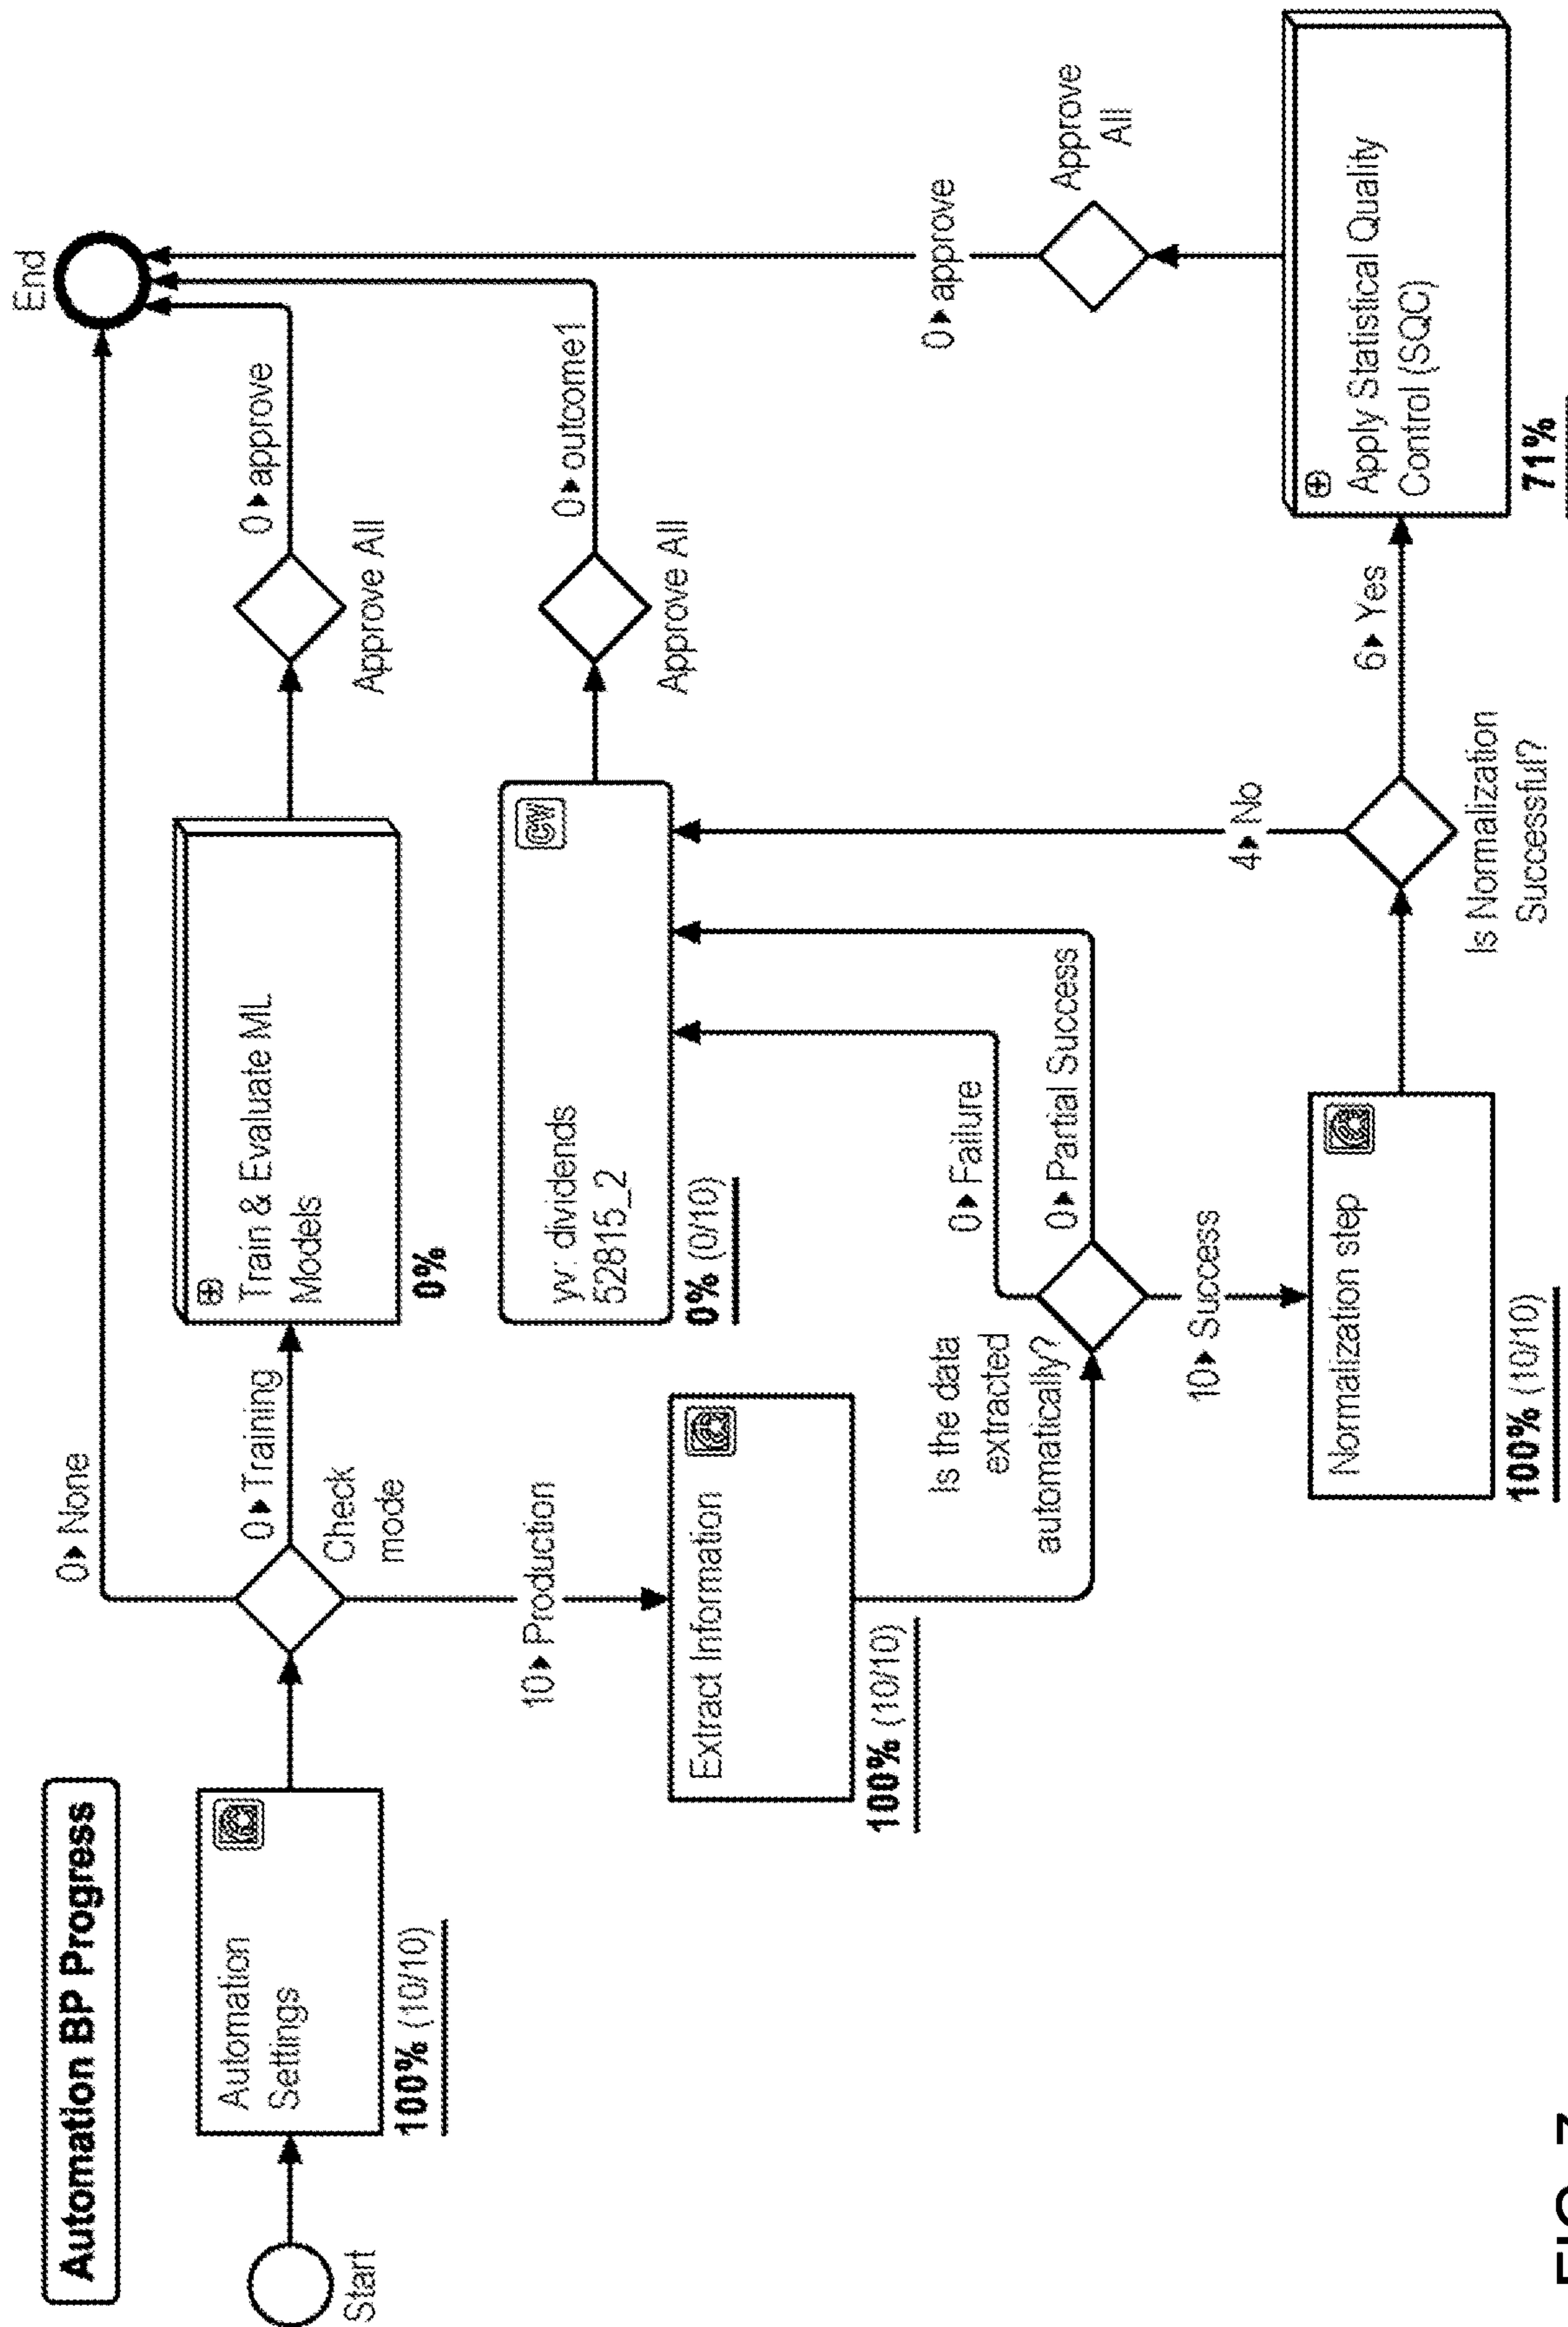 Automation BP Progress
Start
Automation
Settings
100% (10/10)
0▸ None
0▸ Training
Check
mode
10▸ Production
Train & Evaluate ML
Models
0%
Approve All
0▸ approve
End
Extract Information
100% (10/10)
yv: dividends
52815_2
CW
0% (0/10)
Approve All
0▸ outcome1
Is the data
extracted
automatically?
0▸ Failure
0▸ Partial Success
10▸ Success
Normalization step
100% (10/10)
Is Normalization
Successful?
4▸ No
6▸ Yes
Apply Statistical Quality
Control (SQC)
71%
Approve
All
0▸ approve
FIG. 7